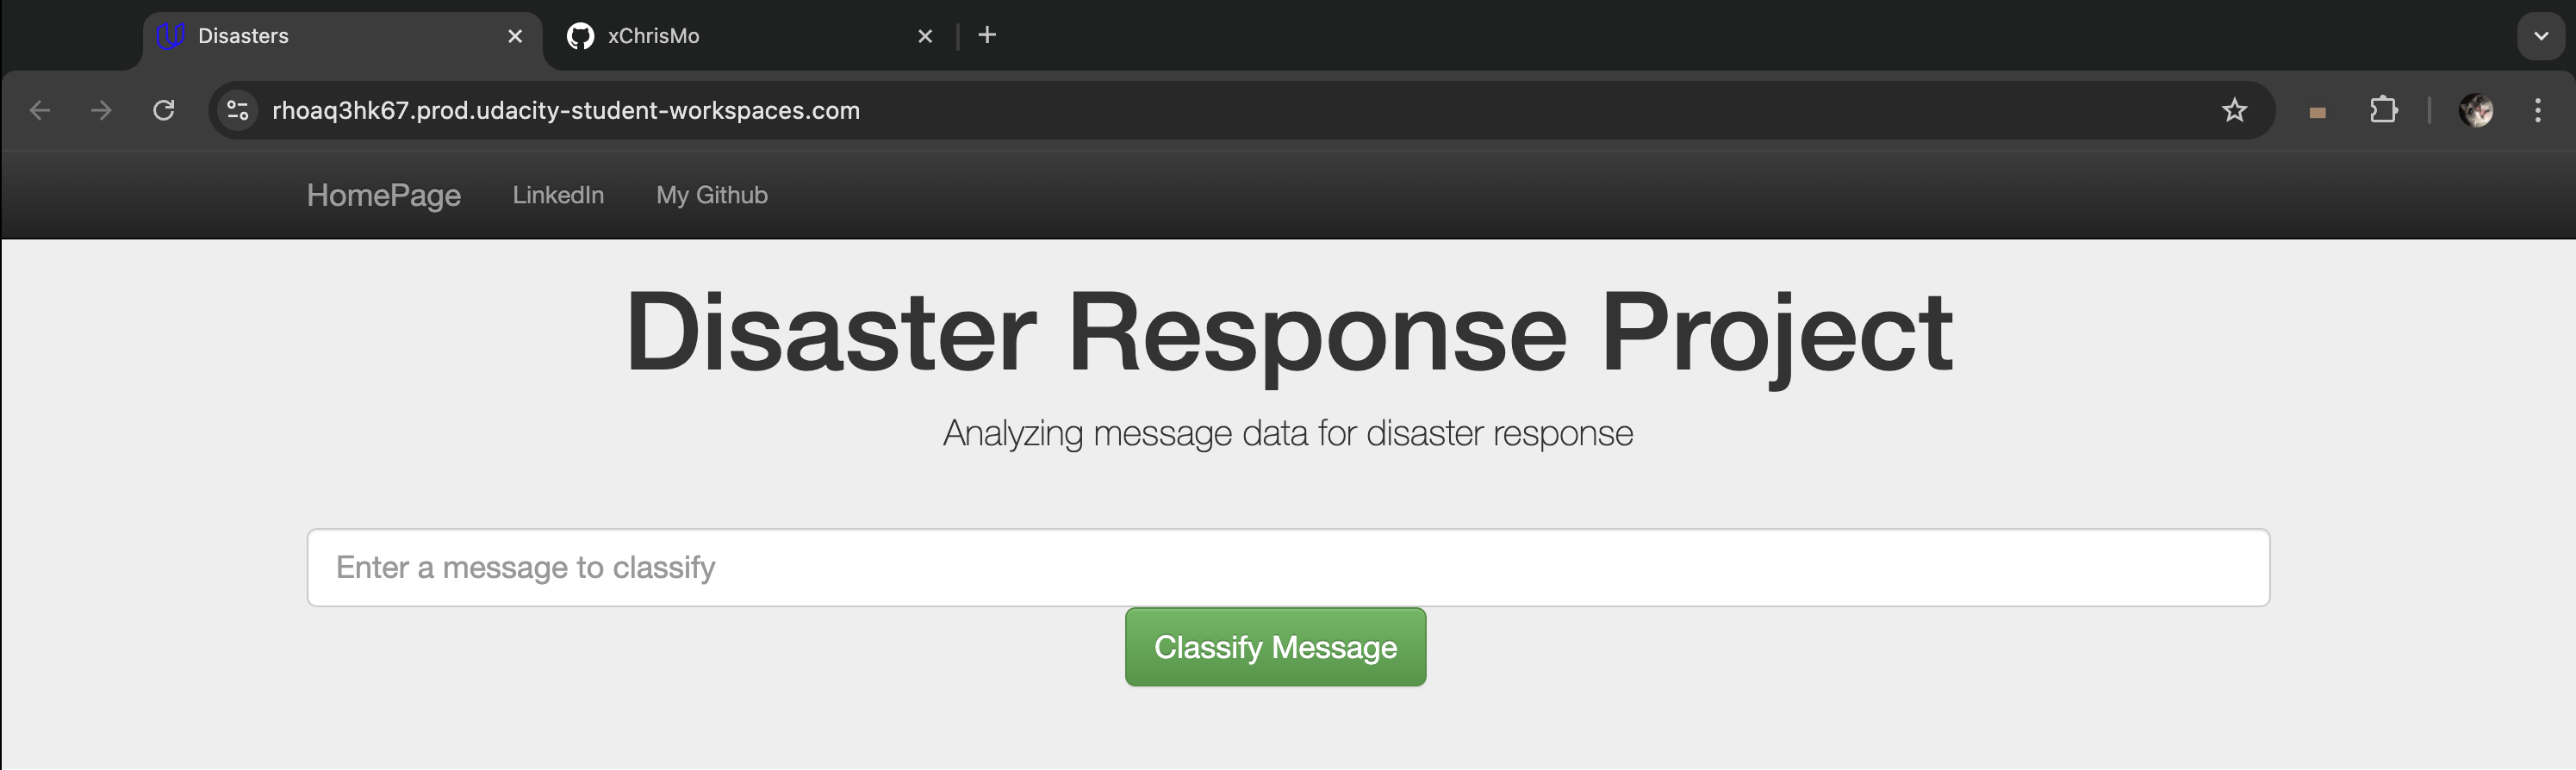 Disasters
xChrisMo
rhoaq3hk67.prod.udacity-student-workspaces.com
HomePage LinkedIn My Github
Disaster Response Project
Analyzing message data for disaster response
Enter a message to classify
Classify Message